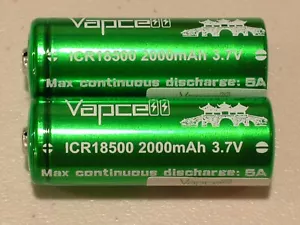 Vapcell
ICR18500 2000mAh 3.7V
Max continuous discharge: 5A
Vapcell
ICR18500 2000mAh 3.7V
Max continuous discharge: 5A